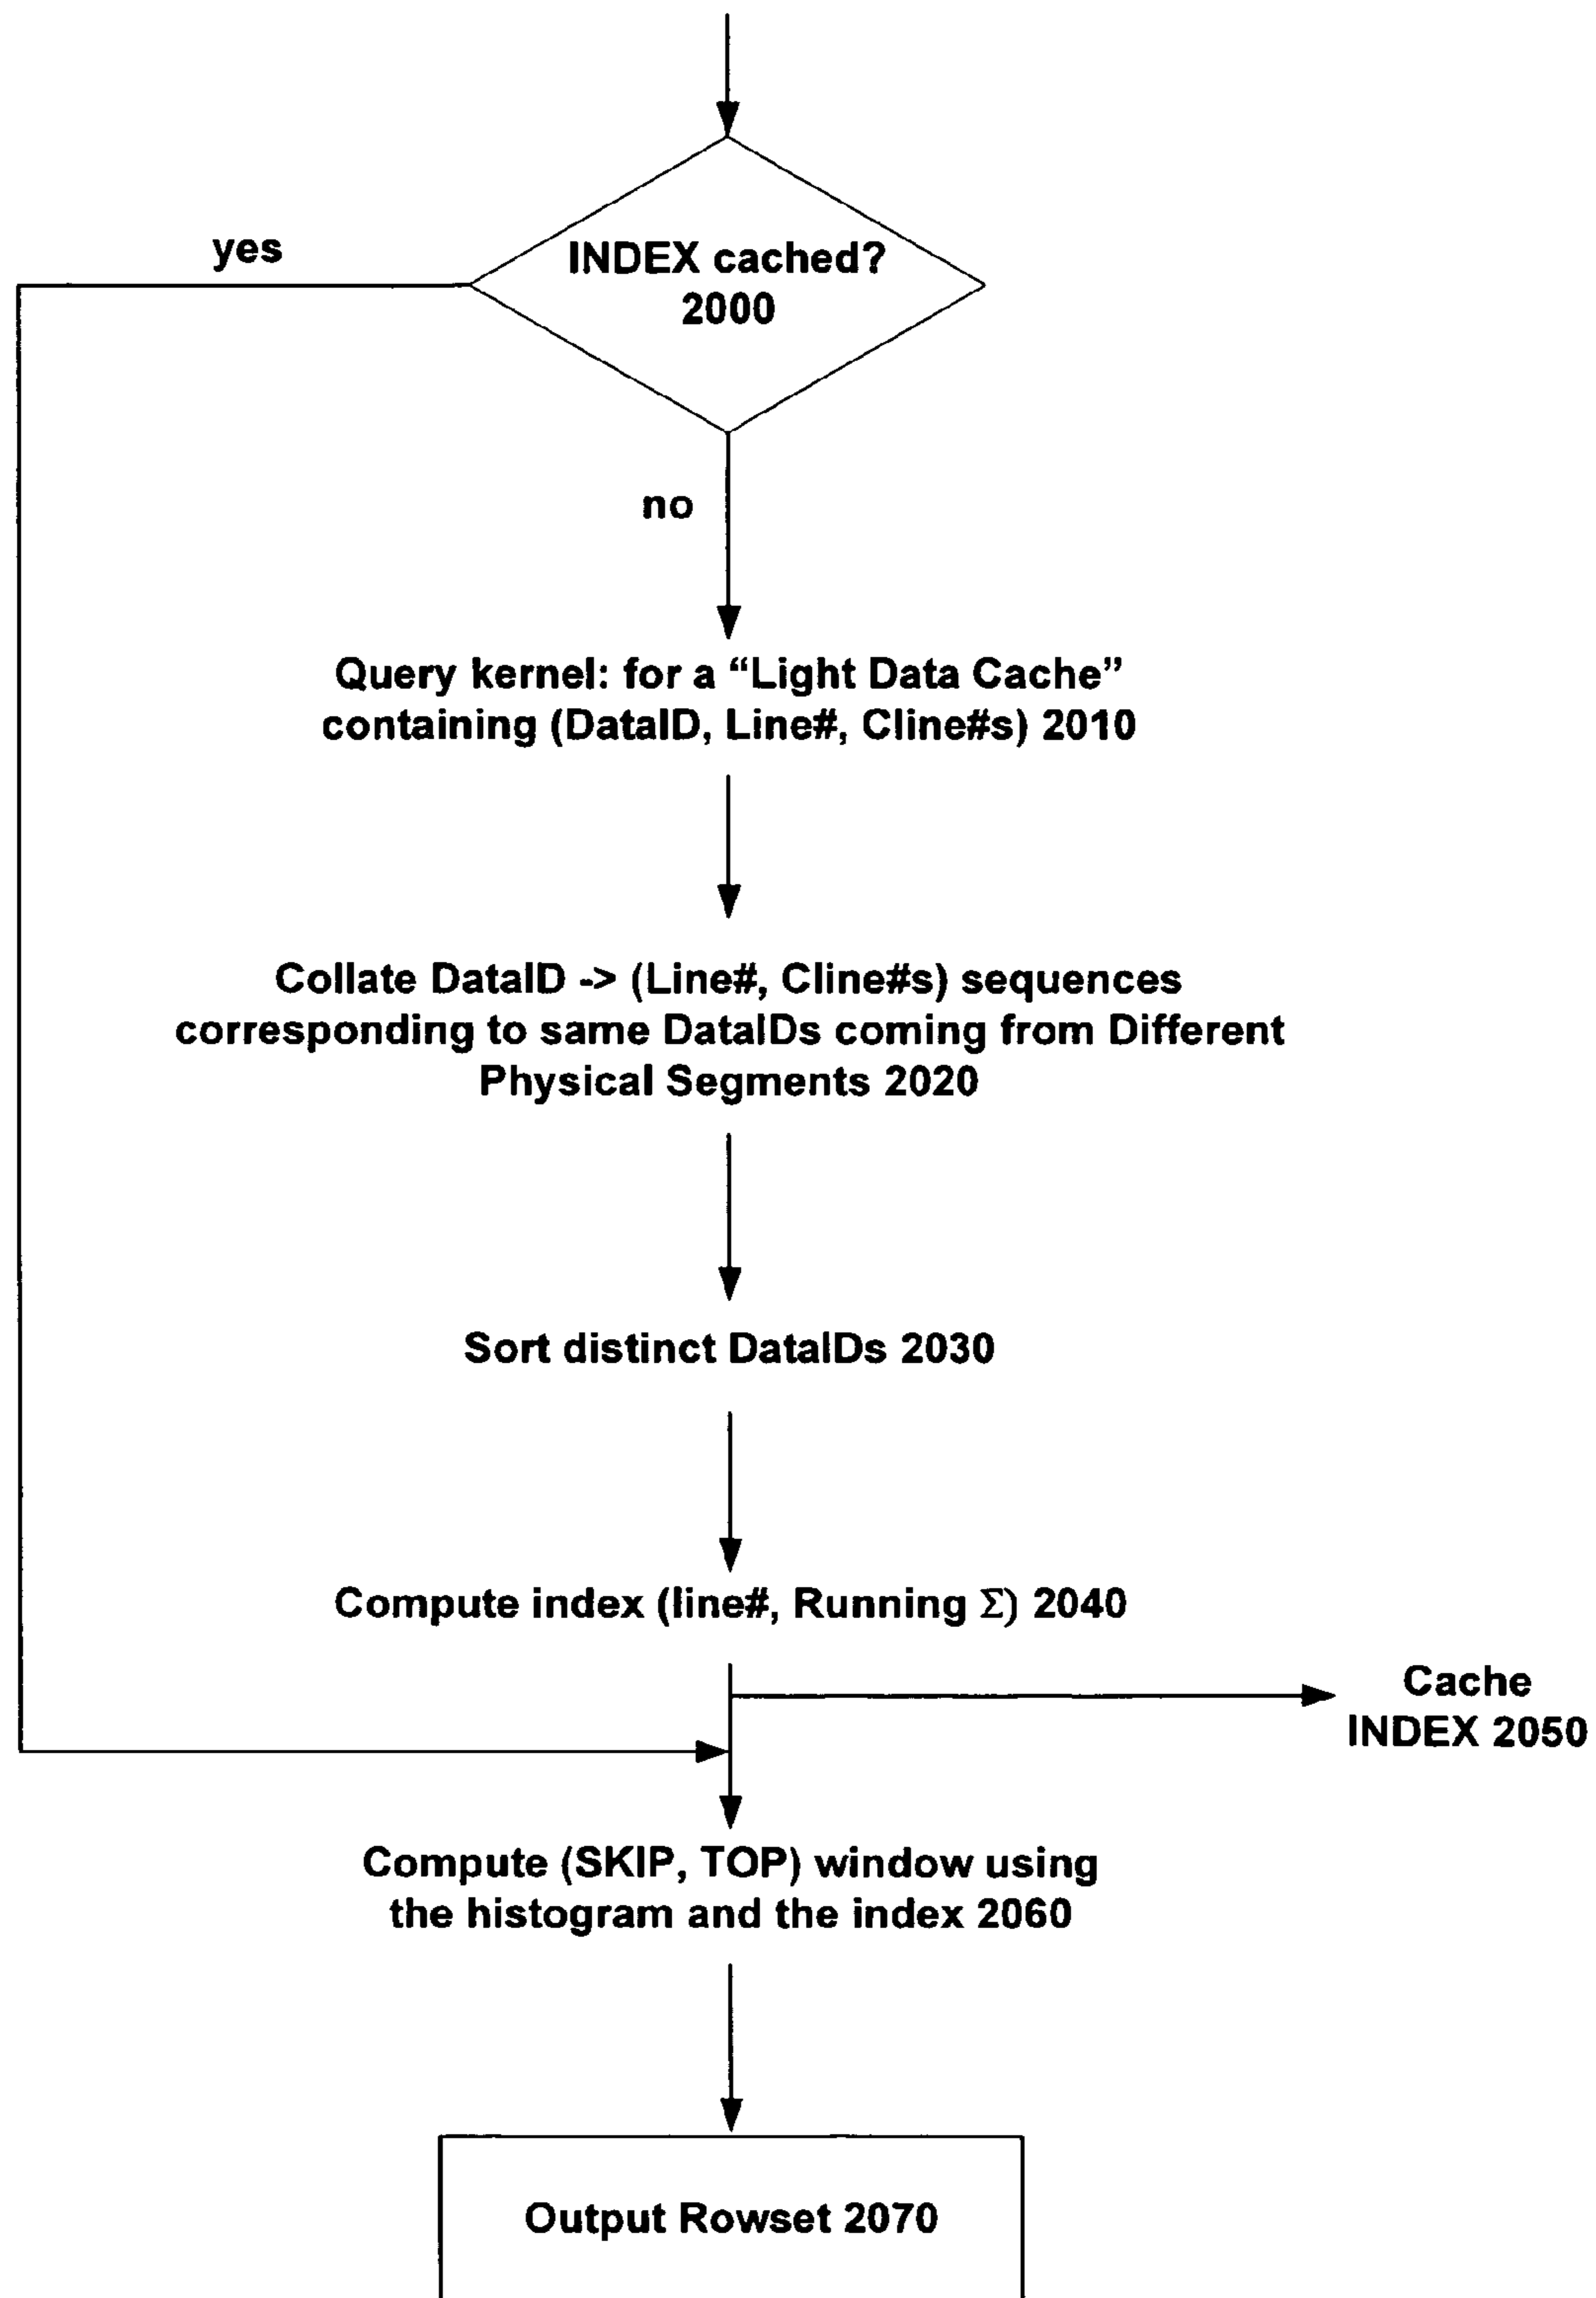 yes
INDEX cached?
2000
no
Query kernel: for a “Light Data Cache”
containing (DataID, Line#, Cline#s) 2010
Collate DataID -> (Line#, Cline#s) sequences
corresponding to same DataIDs coming from Different
Physical Segments 2020
Sort distinct DataIDs 2030
Compute index (line#, Running Σ) 2040
Cache
INDEX 2050
Compute (SKIP, TOP) window using
the histogram and the index 2060
Output Rowset 2070